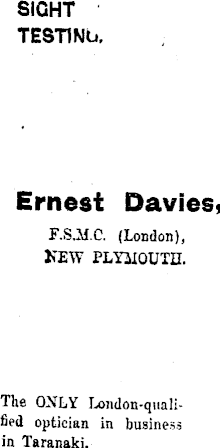 SIGHT
TESTING.
Ernest Davies,
F.S.M.C. (London),
NEW PLYMOUTH.
The ONLY London-quali-
fied optician in business
in Taranaki.